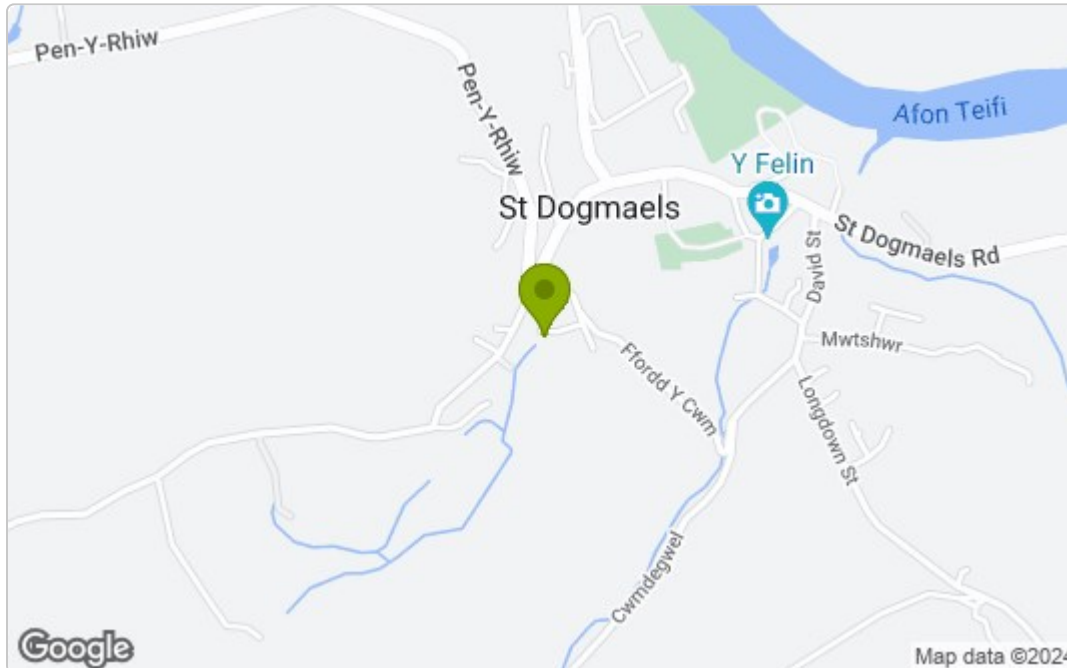 Pen-Y-Rhiw
Pen-Y-Rhiw
Afon Teifi
Y Felin
St Dogmaels
St Dogmaels Rd
David St
Mwtshwr
Ffordd Y Cwm
Longdown St
Cwmdegwel
Google
Map data ©2024